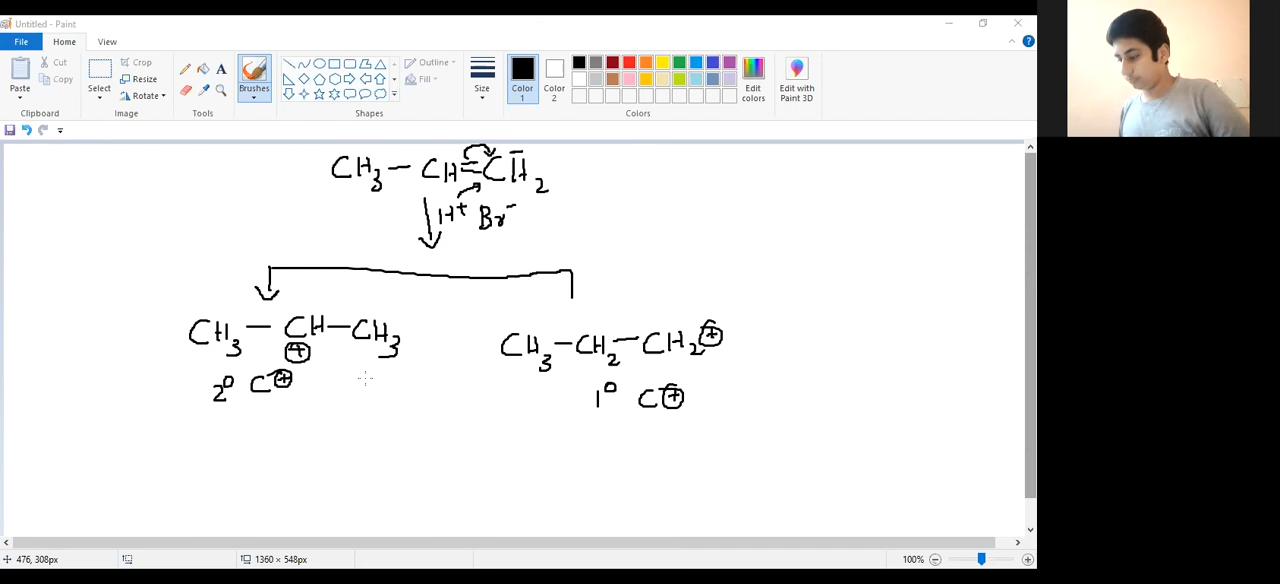 Untitled - Paint
File Home View
Paste Cut Copy Select Crop Resize Rotate A Brushes Outline Fill Size Color 1 Color 2 Edit colors Edit with Paint 3D
Clipboard Image Tools Shapes Colors
CH3 — CH = CH2
H+ Br-
CH3 — CH — CH3
+
CH3 — CH2 — CH2 +
2° C+
1° C+
476, 308px 1360 × 548px 100%